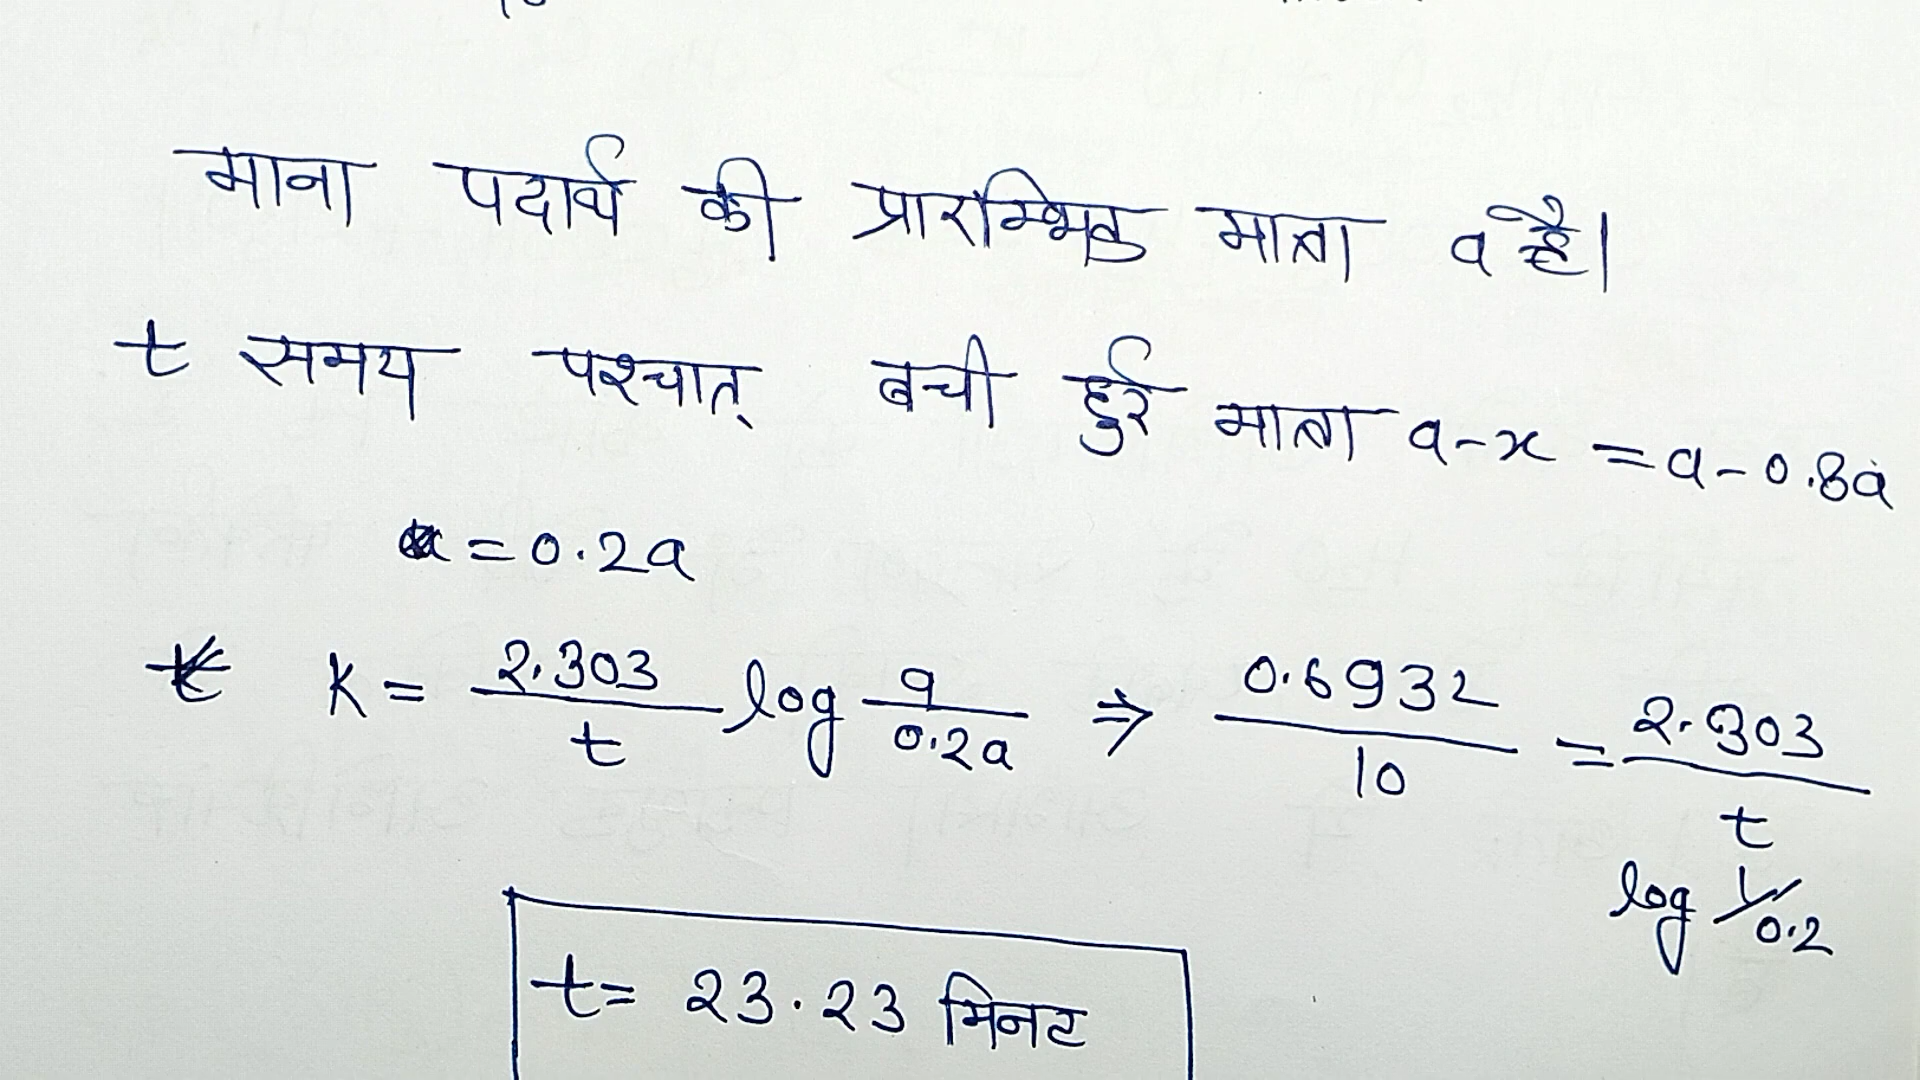 माना पदार्थ की प्रारम्भिक मात्रा a है।
t समय पश्चात् बची हुई मात्रा a-x = a-0.8a
= 0.2a
K = 2.303/t log a/0.2a ⇒ 0.6932/10 = 2.303/t
log 1/0.2
t = 23.23 मिनट